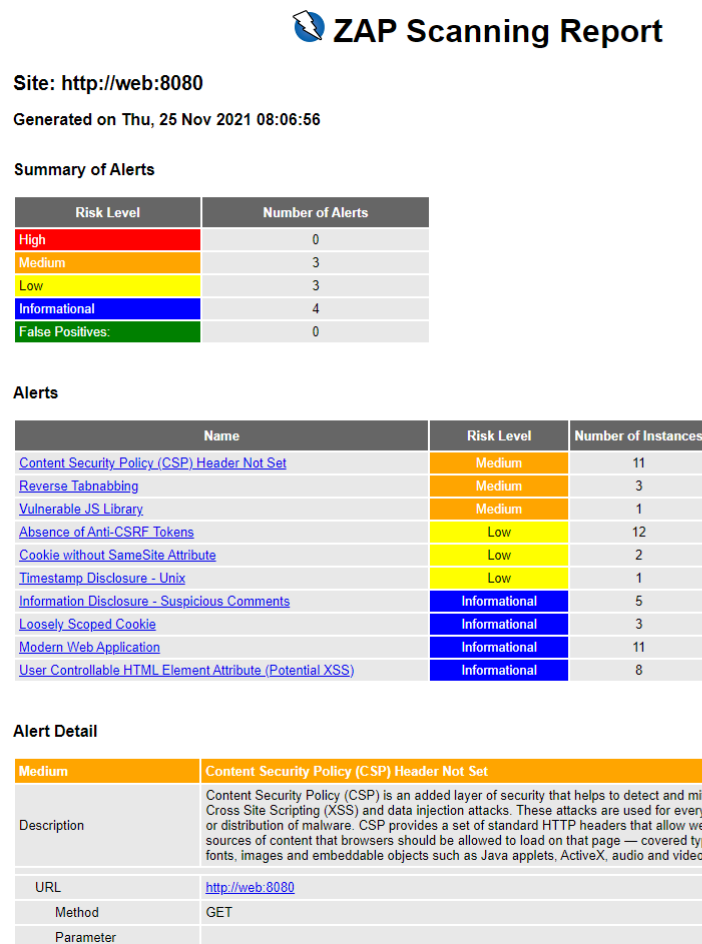 ZAP Scanning Report
Site: http://web:8080
Generated on Thu, 25 Nov 2021 08:06:56
Summary of Alerts
Risk Level Number of Alerts
High 0
Medium 3
Low 3
Informational 4
False Positives: 0
Alerts
Name Risk Level Number of Instances
Content Security Policy (CSP) Header Not Set Medium 11
Reverse Tabnabbing Medium 3
Vulnerable JS Library Medium 1
Absence of Anti-CSRF Tokens Low 12
Cookie without SameSite Attribute Low 2
Timestamp Disclosure - Unix Low 1
Information Disclosure - Suspicious Comments Informational 5
Loosely Scoped Cookie Informational 3
Modern Web Application Informational 11
User Controllable HTML Element Attribute (Potential XSS) Informational 8
Alert Detail
Medium Content Security Policy (CSP) Header Not Set
Content Security Policy (CSP) is an added layer of security that helps to detect and mi
Cross Site Scripting (XSS) and data injection attacks. These attacks are used for every
Description or distribution of malware. CSP provides a set of standard HTTP headers that allow we
sources of content that browsers should be allowed to load on that page — covered ty
fonts, images and embeddable objects such as Java applets, ActiveX, audio and video
URL http://web:8080
Method GET
Parameter